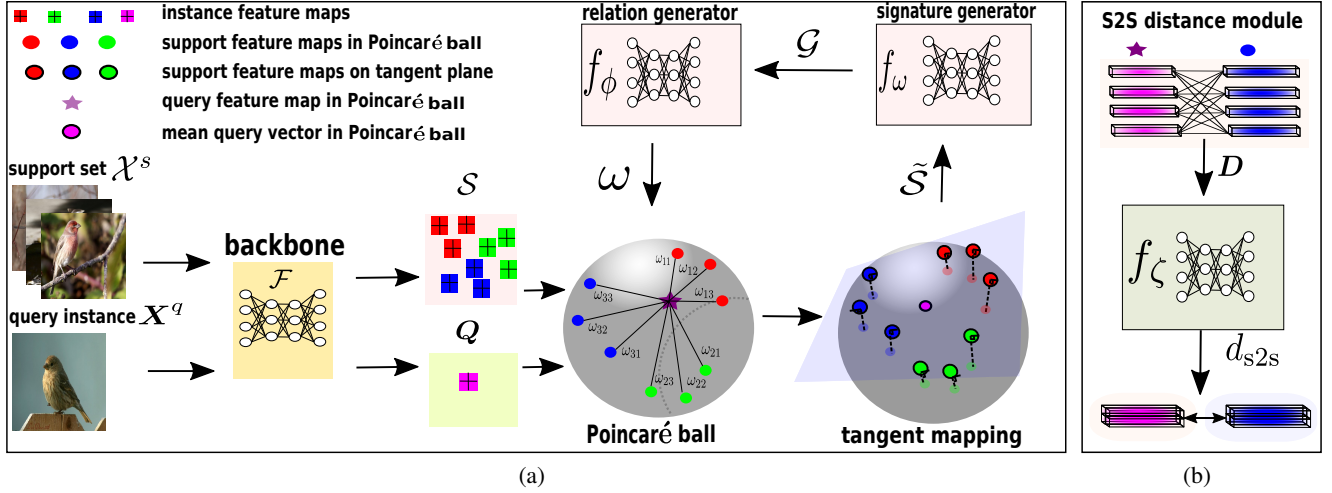 instance feature maps
support feature maps in Poincaré ball
support feature maps on tangent plane
query feature map in Poincaré ball
mean query vector in Poincaré ball
support set 𝒳^s
query instance X^q
backbone
ℱ
𝒮
Q
relation generator
f_ϕ
𝒢
signature generator
f_ω
ω
𝒮̃
ω₁₁
ω₁₂
ω₁₃
ω₃₃
ω₃₂
ω₃₁
ω₂₁
ω₂₂
ω₂₃
Poincaré ball
tangent mapping
(a)
S2S distance module
D
f_ζ
d_s2s
(b)